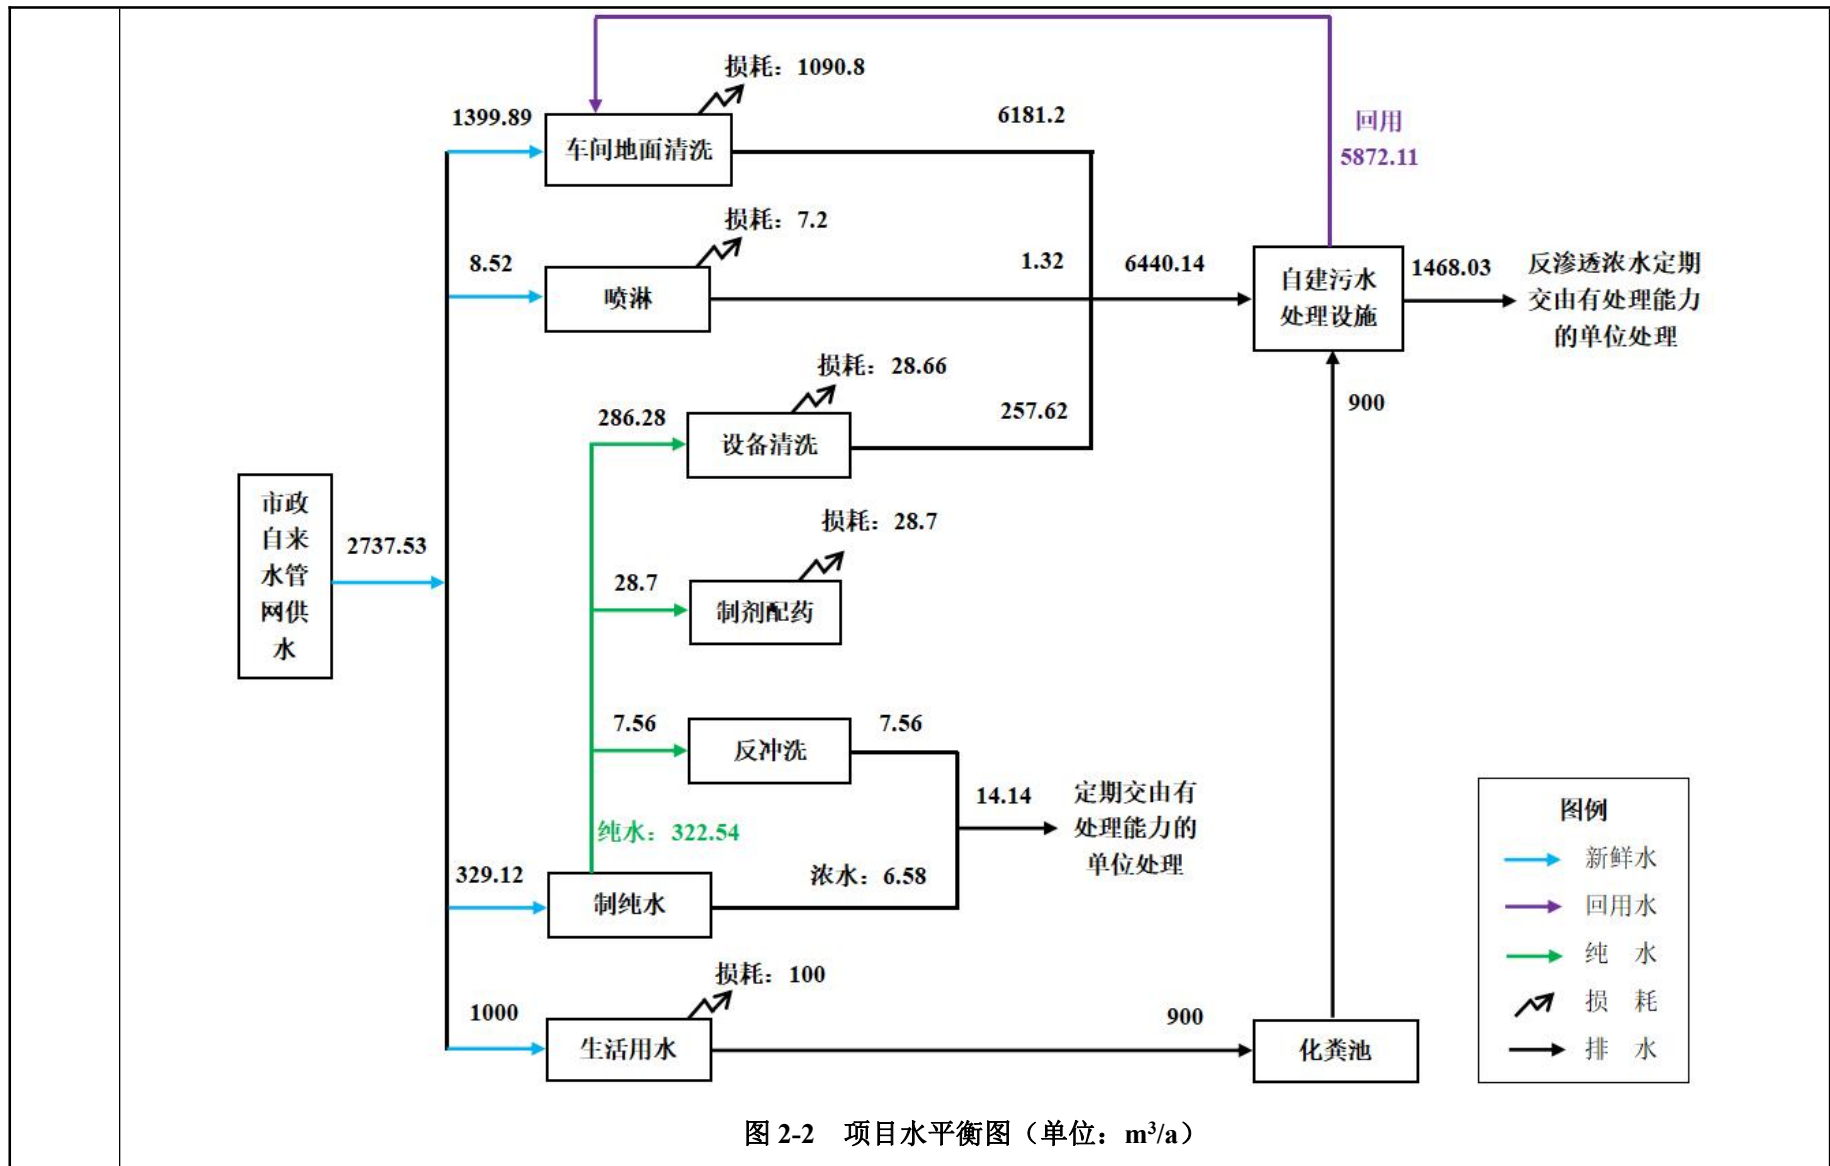 损耗：1090.8
1399.89
车间地面清洗
6181.2
回用
5872.11
损耗：7.2
8.52
喷淋
1.32
6440.14
自建污水
处理设施
1468.03
反渗透浓水定期
交由有处理能力
的单位处理
损耗：28.66
286.28
设备清洗
257.62
900
市政
自来
水管
网供
水
2737.53
损耗：28.7
28.7
制剂配药
7.56
反冲洗
7.56
14.14
定期交由有
处理能力的
单位处理
纯水：322.54
329.12
制纯水
浓水：6.58
损耗：100
1000
生活用水
900
化粪池
图例
新鲜水
回用水
纯 水
损 耗
排 水
图 2-2 项目水平衡图（单位：m³/a）